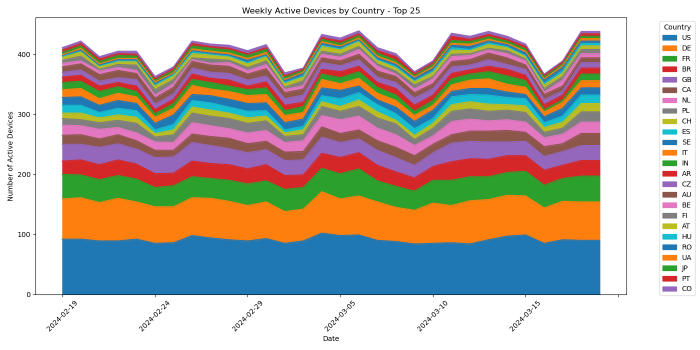 Weekly Active Devices by Country - Top 25
Number of Active Devices
400
300
200
100
0
2024-02-19
2024-02-24
2024-02-29
2024-03-05
2024-03-10
2024-03-15
Date
Country
US
DE
FR
BR
GB
CA
NL
PL
CH
ES
SE
IT
IN
AR
CZ
AU
BE
FI
AT
HU
RO
UA
JP
PT
CO